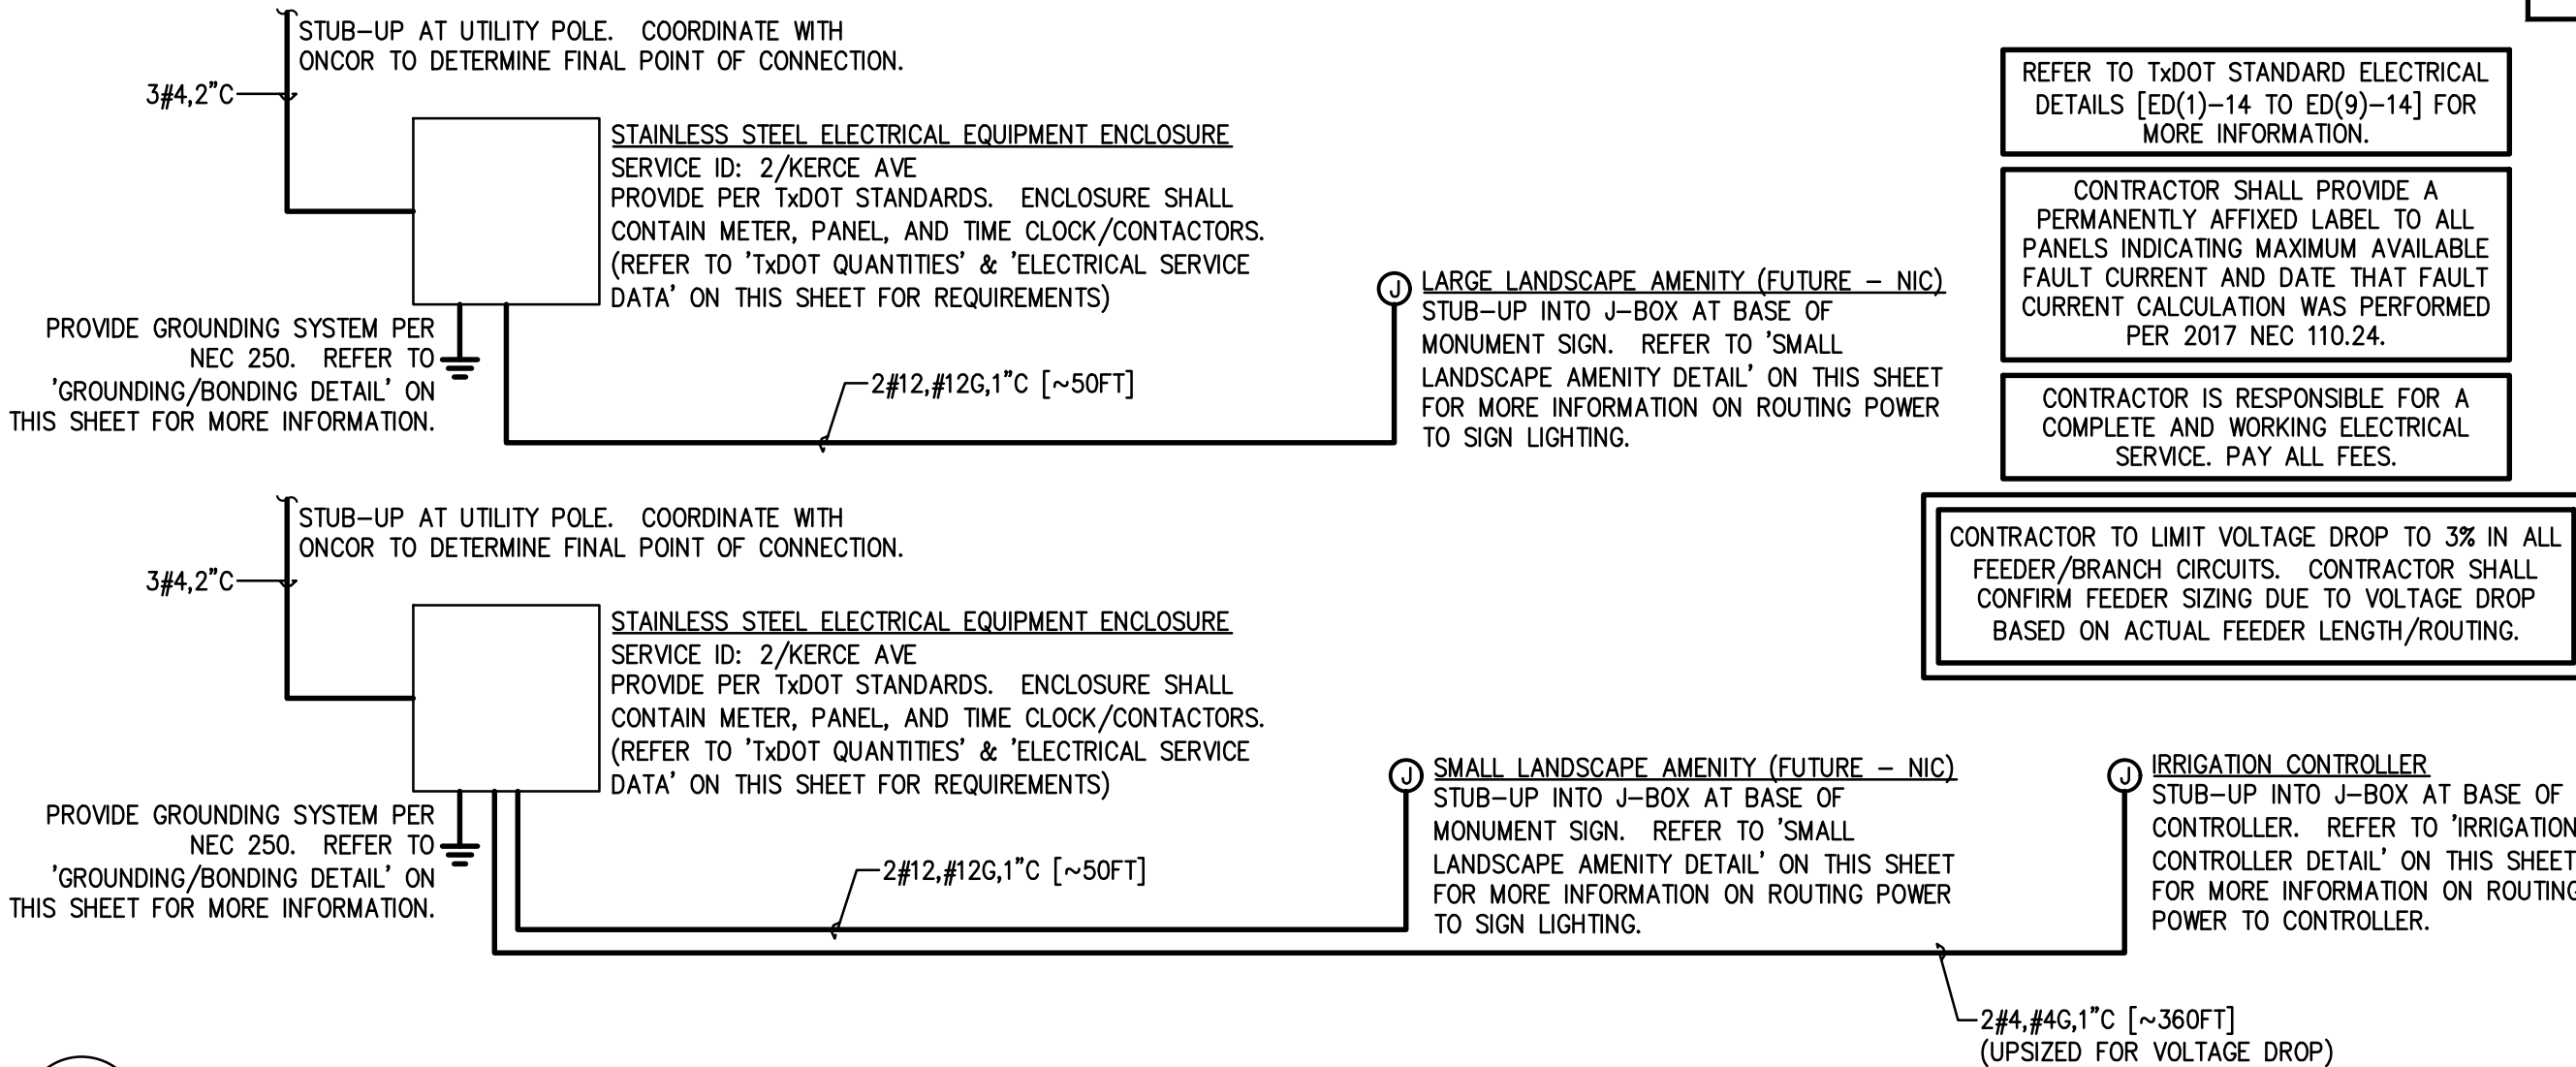 STUB-UP AT UTILITY POLE. COORDINATE WITH
ONCOR TO DETERMINE FINAL POINT OF CONNECTION.
3#4,2"C
STAINLESS STEEL ELECTRICAL EQUIPMENT ENCLOSURE
SERVICE ID: 2/KERCE AVE
PROVIDE PER TxDOT STANDARDS. ENCLOSURE SHALL
CONTAIN METER, PANEL, AND TIME CLOCK/CONTACTORS.
(REFER TO 'TxDOT QUANTITIES' & 'ELECTRICAL SERVICE
DATA' ON THIS SHEET FOR REQUIREMENTS)
PROVIDE GROUNDING SYSTEM PER
NEC 250. REFER TO
'GROUNDING/BONDING DETAIL' ON
THIS SHEET FOR MORE INFORMATION.
2#12,#12G,1"C [~50FT]
J
LARGE LANDSCAPE AMENITY (FUTURE - NIC)
STUB-UP INTO J-BOX AT BASE OF
MONUMENT SIGN. REFER TO 'SMALL
LANDSCAPE AMENITY DETAIL' ON THIS SHEET
FOR MORE INFORMATION ON ROUTING POWER
TO SIGN LIGHTING.
REFER TO TxDOT STANDARD ELECTRICAL
DETAILS [ED(1)-14 TO ED(9)-14] FOR
MORE INFORMATION.
CONTRACTOR SHALL PROVIDE A
PERMANENTLY AFFIXED LABEL TO ALL
PANELS INDICATING MAXIMUM AVAILABLE
FAULT CURRENT AND DATE THAT FAULT
CURRENT CALCULATION WAS PERFORMED
PER 2017 NEC 110.24.
CONTRACTOR IS RESPONSIBLE FOR A
COMPLETE AND WORKING ELECTRICAL
SERVICE. PAY ALL FEES.
CONTRACTOR TO LIMIT VOLTAGE DROP TO 3% IN ALL
FEEDER/BRANCH CIRCUITS. CONTRACTOR SHALL
CONFIRM FEEDER SIZING DUE TO VOLTAGE DROP
BASED ON ACTUAL FEEDER LENGTH/ROUTING.
STUB-UP AT UTILITY POLE. COORDINATE WITH
ONCOR TO DETERMINE FINAL POINT OF CONNECTION.
3#4,2"C
STAINLESS STEEL ELECTRICAL EQUIPMENT ENCLOSURE
SERVICE ID: 2/KERCE AVE
PROVIDE PER TxDOT STANDARDS. ENCLOSURE SHALL
CONTAIN METER, PANEL, AND TIME CLOCK/CONTACTORS.
(REFER TO 'TxDOT QUANTITIES' & 'ELECTRICAL SERVICE
DATA' ON THIS SHEET FOR REQUIREMENTS)
PROVIDE GROUNDING SYSTEM PER
NEC 250. REFER TO
'GROUNDING/BONDING DETAIL' ON
THIS SHEET FOR MORE INFORMATION.
2#12,#12G,1"C [~50FT]
J
SMALL LANDSCAPE AMENITY (FUTURE - NIC)
STUB-UP INTO J-BOX AT BASE OF
MONUMENT SIGN. REFER TO 'SMALL
LANDSCAPE AMENITY DETAIL' ON THIS SHEET
FOR MORE INFORMATION ON ROUTING POWER
TO SIGN LIGHTING.
J
IRRIGATION CONTROLLER
STUB-UP INTO J-BOX AT BASE OF
CONTROLLER. REFER TO 'IRRIGATION
CONTROLLER DETAIL' ON THIS SHEET
FOR MORE INFORMATION ON ROUTING
POWER TO CONTROLLER.
2#4,#4G,1"C [~360FT]
(UPSIZED FOR VOLTAGE DROP)